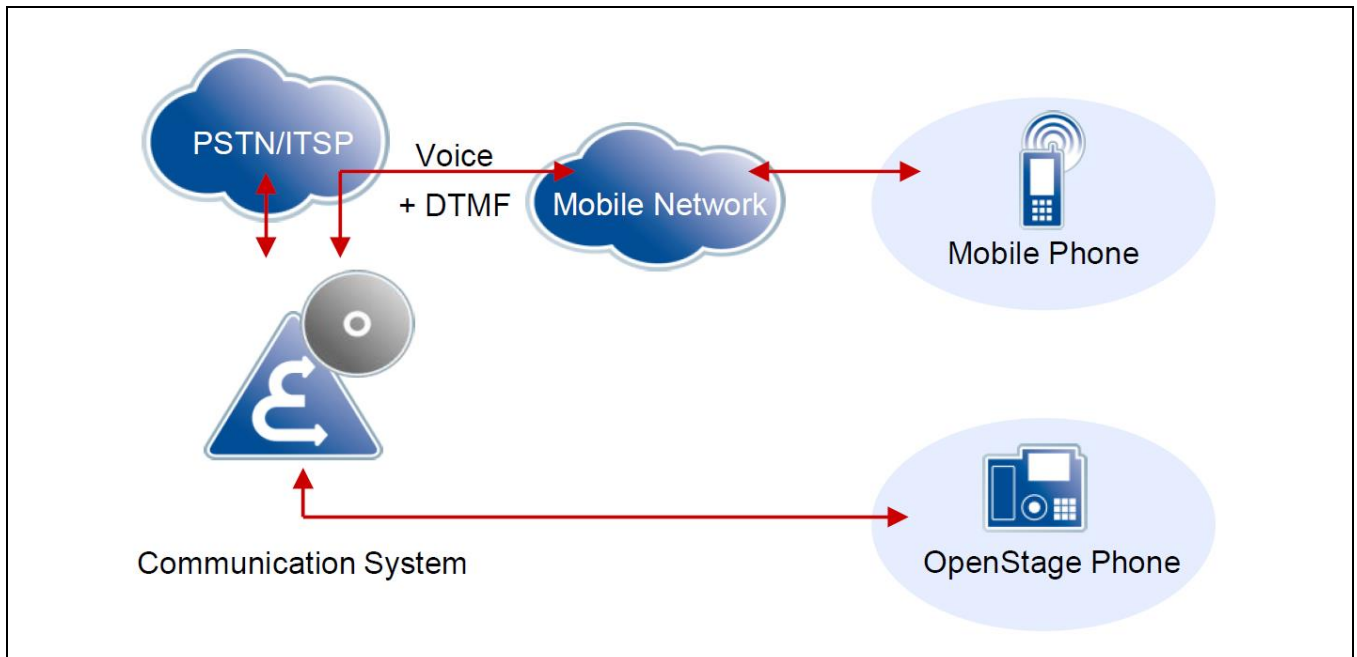 PSTN/ITSP
Voice
+ DTMF
Mobile Network
Mobile Phone
Communication System
OpenStage Phone